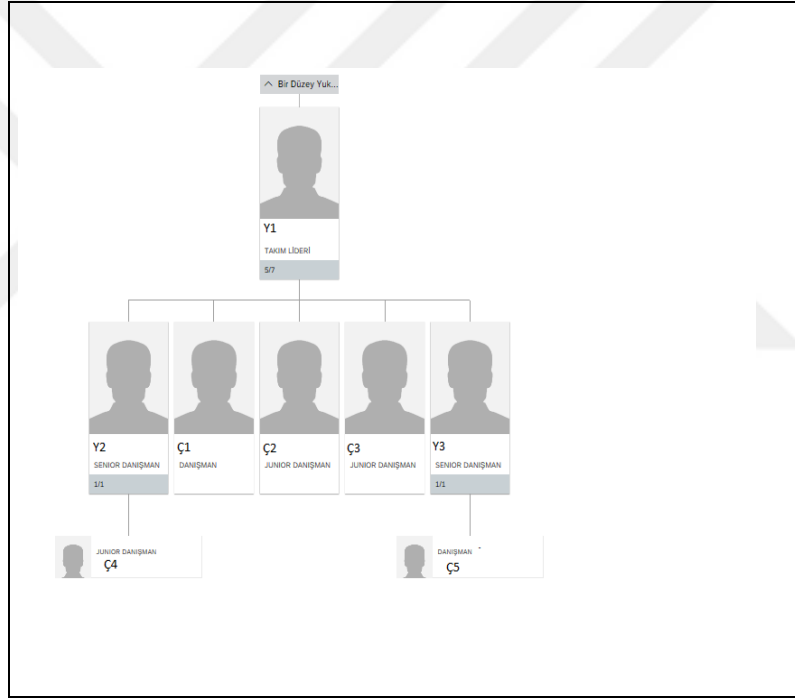 Bir Düzey Yuk...
Y1
TAKIM LİDERİ
5/7
Y2
SENIOR DANIŞMAN
1/1
Ç1
DANIŞMAN
Ç2
JUNIOR DANIŞMAN
Ç3
JUNIOR DANIŞMAN
Y3
SENIOR DANIŞMAN
1/1
JUNIOR DANIŞMAN
Ç4
DANIŞMAN
Ç5